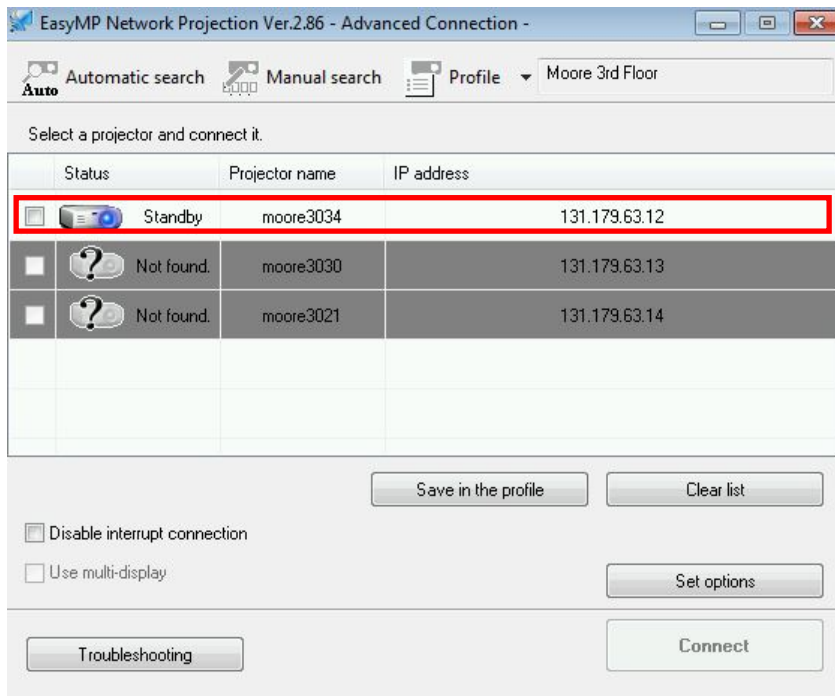 EasyMP Network Projection Ver.2.86 - Advanced Connection -
Auto Automatic search Manual search Profile Moore 3rd Floor
Select a projector and connect it.
Status Projector name IP address
Standby moore3034 131.179.63.12
? Not found. moore3030 131.179.63.13
? Not found. moore3021 131.179.63.14
Save in the profile Clear list
Disable interrupt connection
Use multi-display
Set options
Troubleshooting Connect